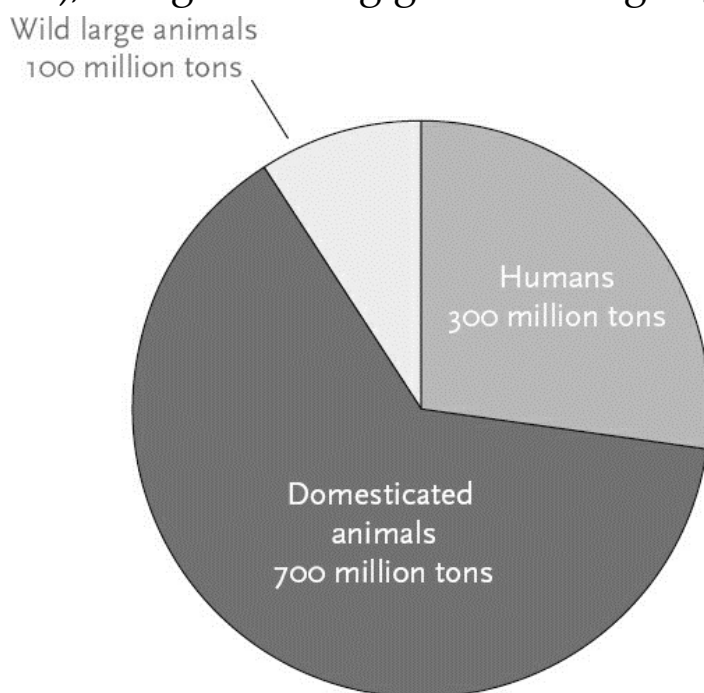 Wild large animals
100 million tons
Humans
300 million tons
Domesticated
animals
700 million tons